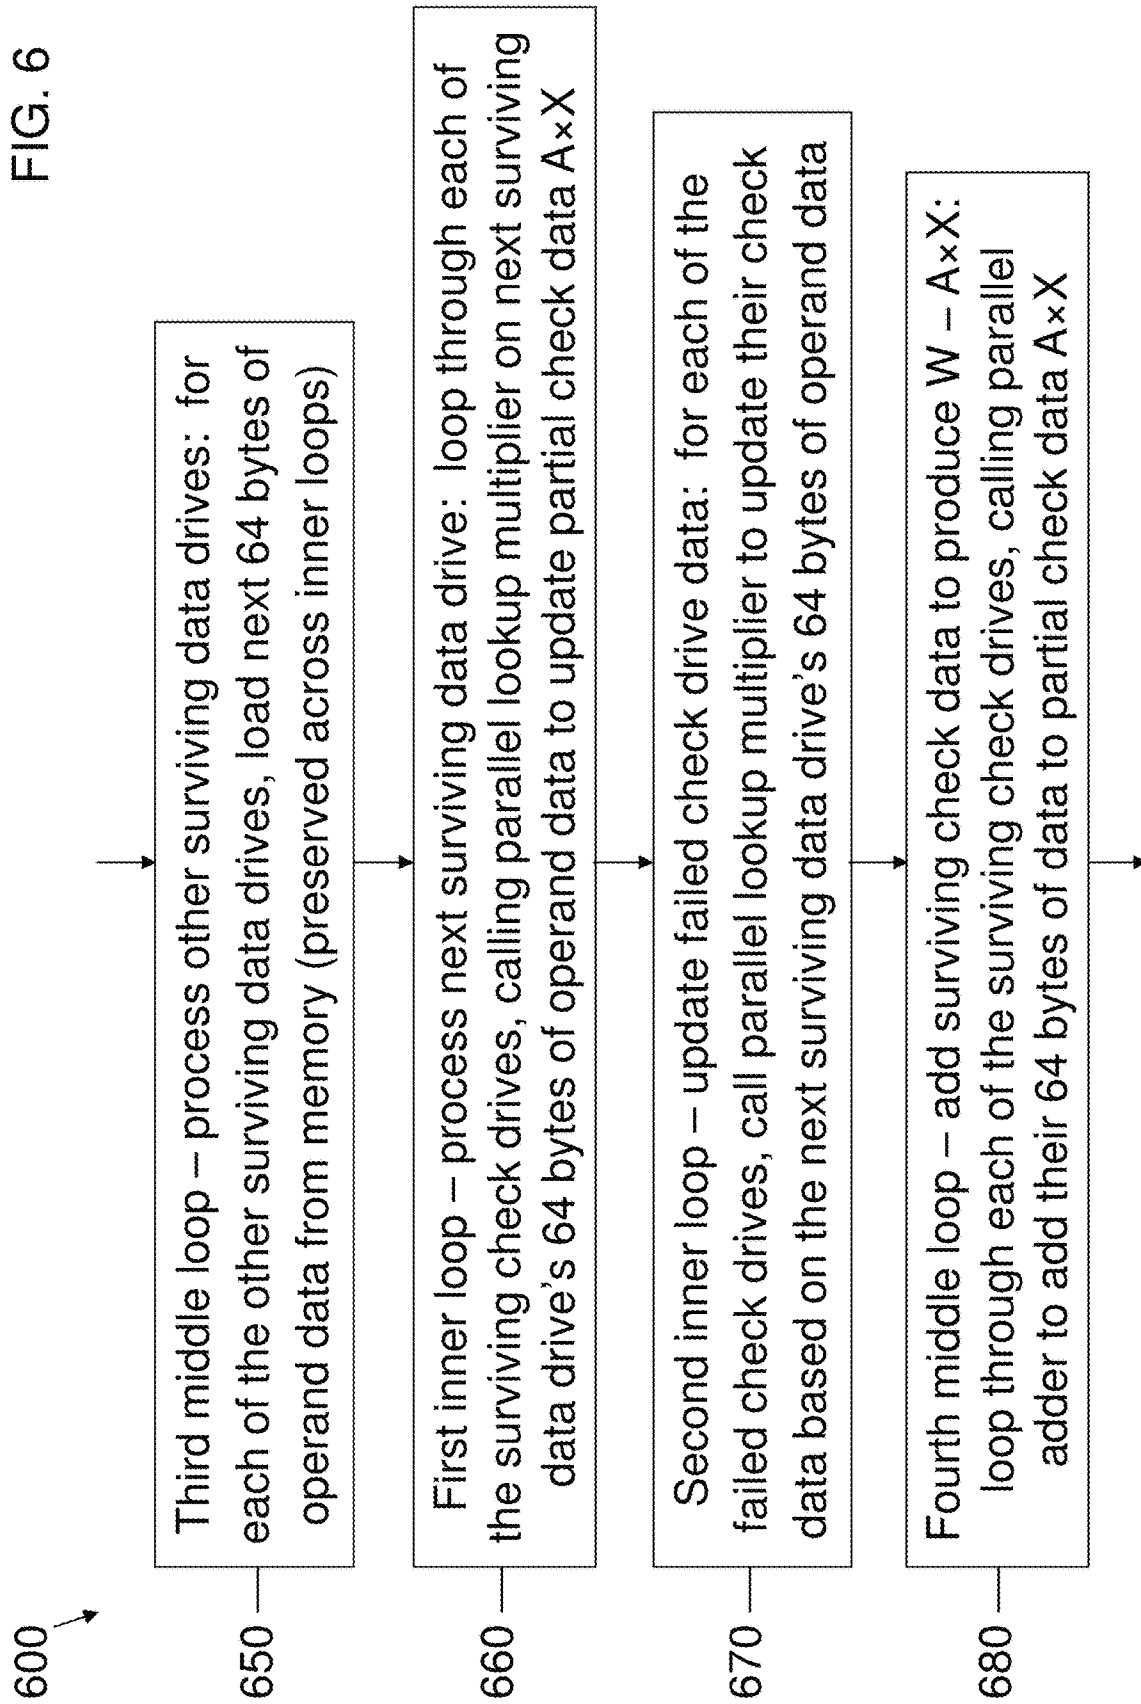 FIG. 6
600
650
Third middle loop – process other surviving data drives: for
each of the other surviving data drives, load next 64 bytes of
operand data from memory (preserved across inner loops)
660
First inner loop – process next surviving data drive: loop through each of
the surviving check drives, calling parallel lookup multiplier on next surviving
data drive's 64 bytes of operand data to update partial check data A×X
670
Second inner loop – update failed check drive data: for each of the
failed check drives, call parallel lookup multiplier to update their check
data based on the next surviving data drive's 64 bytes of operand data
680
Fourth middle loop – add surviving check data to produce W – A×X:
loop through each of the surviving check drives, calling parallel
adder to add their 64 bytes of data to partial check data A×X